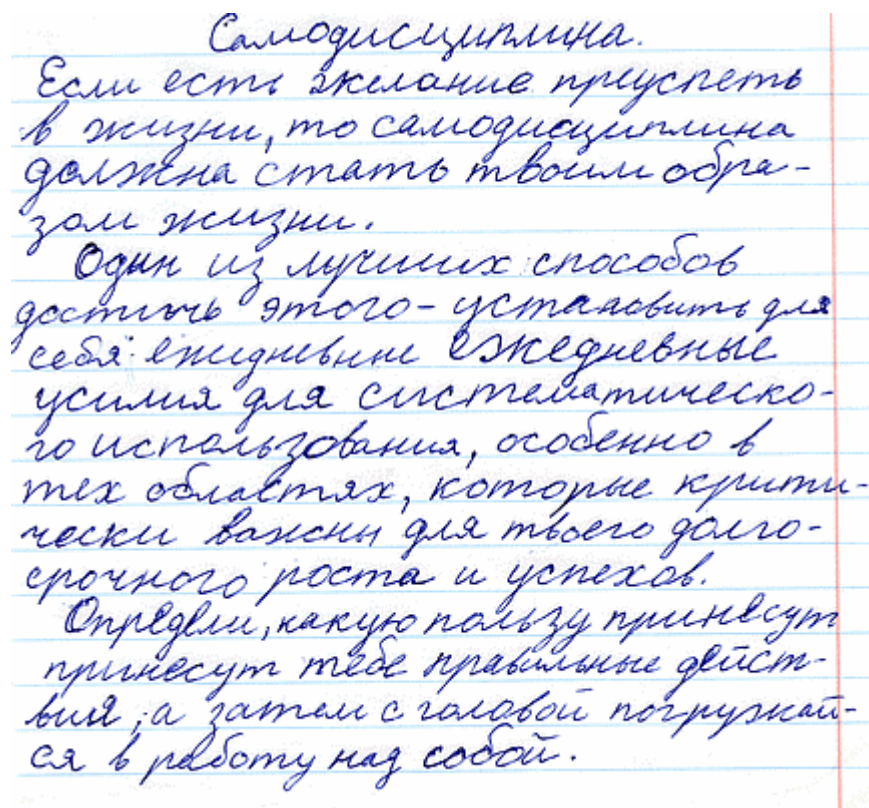 Самодисциплина.
Если есть желание преуспеть
в жизни, то самодисциплина
должна стать твоим обра-
зом жизни.
Один из лучших способов
достичь этого - установить для
себя ежидневные ежедневные
усилия для систематическо-
го использования, особенно в
тех областях, которые крити-
чески важны для твоего долго-
срочного роста и успехов.
Определи, какую пользу принесут
принесут тебе правильные дейст-
вия, а затем с головой погружай-
ся в работу над собой.